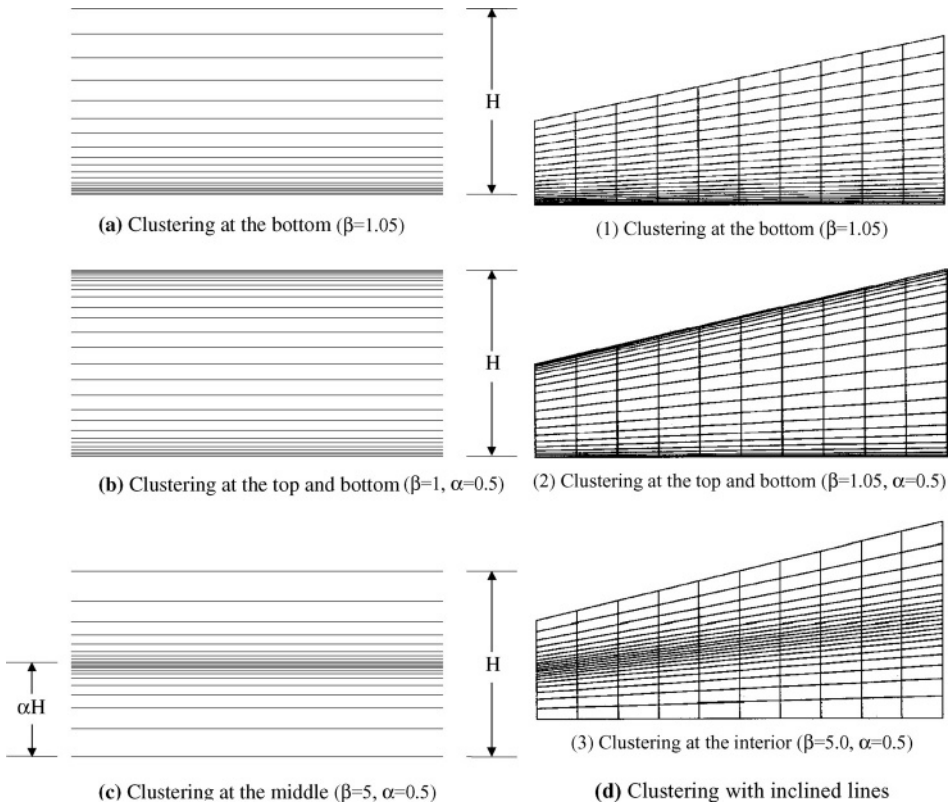 H
(a) Clustering at the bottom (β=1.05)
(1) Clustering at the bottom (β=1.05)
H
(b) Clustering at the top and bottom (β=1, α=0.5)
(2) Clustering at the top and bottom (β=1.05, α=0.5)
H
αH
(3) Clustering at the interior (β=5.0, α=0.5)
(c) Clustering at the middle (β=5, α=0.5)
(d) Clustering with inclined lines